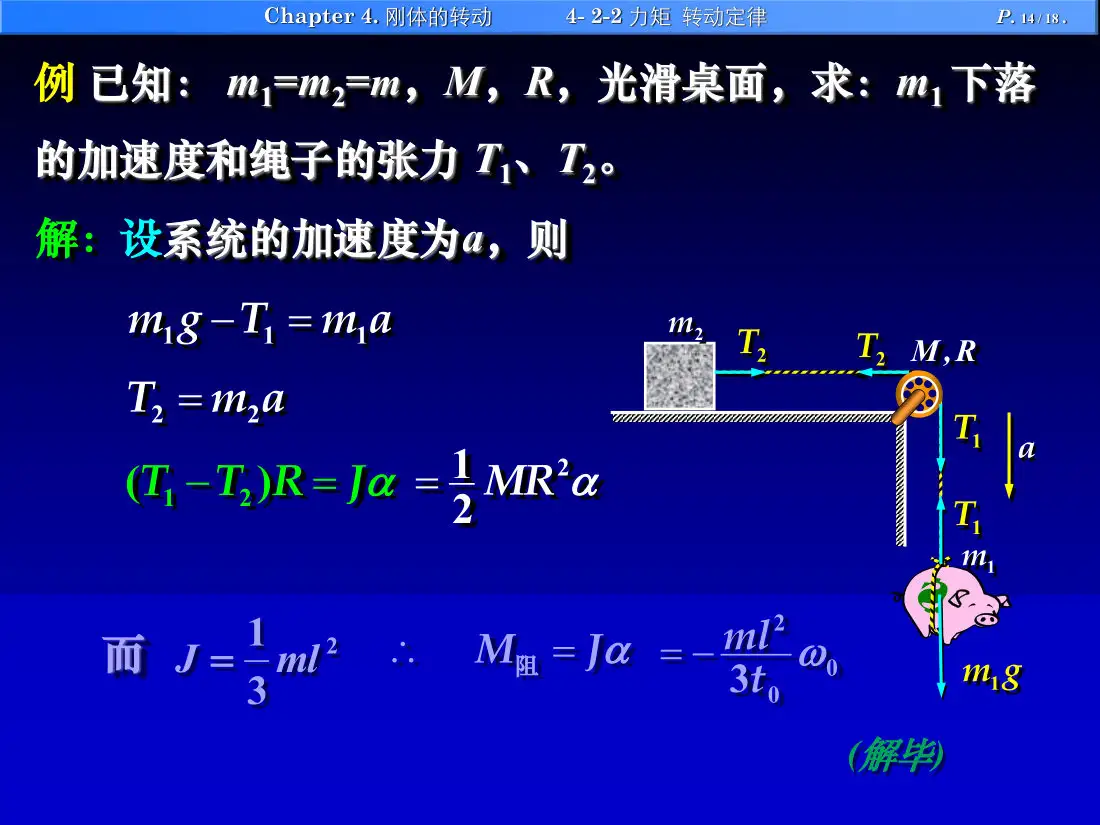 Chapter 4. 刚体的转动 4- 2-2 力矩 转动定律 P. 14 / 18 .
例 已知： m₁=m₂=m，M，R，光滑桌面，求：m₁ 下落
的加速度和绳子的张力 T₁、T₂。
解：设系统的加速度为a，则
m₁g − T₁ = m₁a
T₂ = m₂a
(T₁ − T₂)R = Jα = 1/2 MR²α
m₂ T₂ T₂ M , R
T₁
a
T₁
m₁
m₁g
而 J = 1/3 ml² ∴ M阻 = Jα = − ml²/3t₀ ω₀
(解毕)